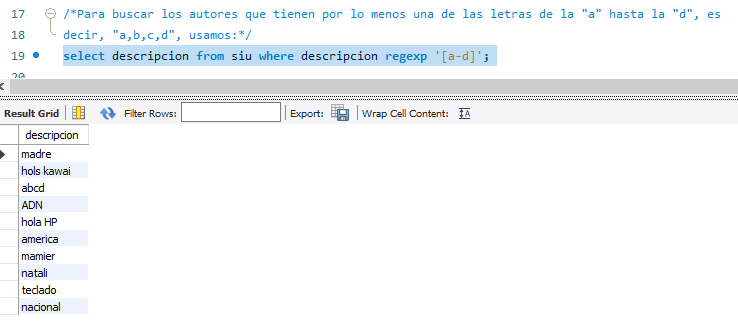 17 /*Para buscar los autores que tienen por lo menos una de las letras de la "a" hasta la "d", es
18 decir, "a,b,c,d", usamos:*/
19 select descripcion from siu where descripcion regexp '[a-d]';
20
Result Grid Filter Rows: Export: Wrap Cell Content: IA
descripcion
madre
hols kawai
abcd
ADN
hola HP
america
mamier
natali
teclado
nacional